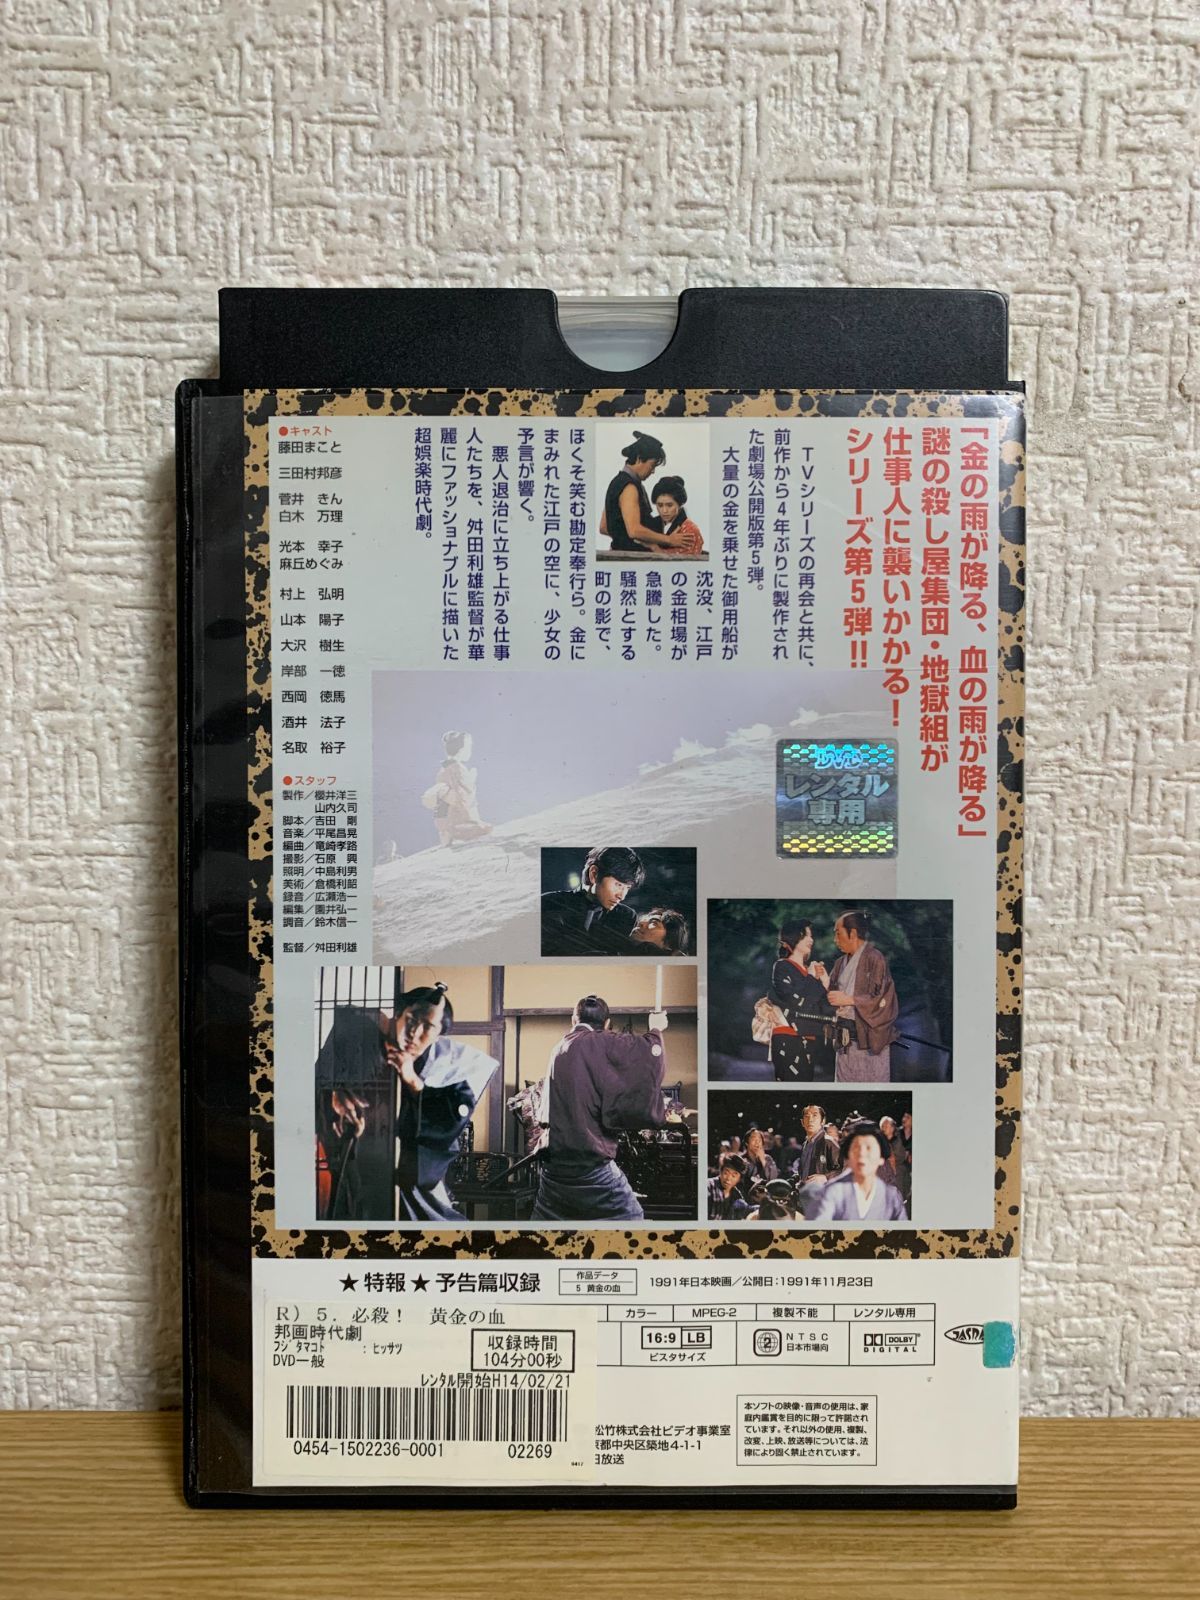 「金の雨が降る、血の雨が降る」
謎の殺し屋集団・地獄組が
仕事人に襲いかかる!
シリーズ第5弾!!
TVシリーズの再会と共に、
前作から4年ぶりに製作され
た劇場公開版第5弾。
大量の金を乗せた御用船が
沈没、江戸
の金相場が
急騰した。
騒然とする
町の影で、
ほくそ笑む勘定奉行ら。金に
まみれた江戸の空に、少女の
予言が響く。
悪人退治に立ち上がる仕事
人たちを、舛田利雄監督が華
麗にファッショナブルに描いた
超娯楽時代劇。
●キャスト
藤田まこと
三田村邦彦
菅井 きん
白木 万理
光本 幸子
麻丘めぐみ
村上 弘明
山本 陽子
大沢 樹生
岸部 一徳
西岡 徳馬
酒井 法子
名取 裕子
●スタッフ
製作/櫻井洋三
山内久司
脚本/吉田 剛
音楽/平尾昌晃
編曲/竜崎孝路
撮影/石原 興
照明/中島利男
美術/倉橋利韶
録音/広瀬浩一
編集/園井弘一
調音/鈴木信一
監督/舛田利雄
DVD
レンタル
専用
★特報★予告篇収録
作品データ
5 黄金の血
1991年日本映画/公開日:1991年11月23日
カラー
MPEG-2
複製不能
レンタル専用
16:9 LB
ビスタサイズ
2
NTSC
日本市場向
DOLBY
DIGITAL
R) 5. 必殺! 黄金の血
邦画時代劇
フジタマコト :ヒッサツ
DVD一般
収録時間
104分00秒
レンタル開始H14/02/21
0454-1502236-0001
02269
松竹株式会社ビデオ事業室
京都中央区築地4-1-1
日放送
本ソフトの映像・音声の使用は、家
庭内鑑賞を目的に限って許諾され
ています。それ以外の使用、複製、
改変、上映、放送等については、法
律により固く禁止されています。